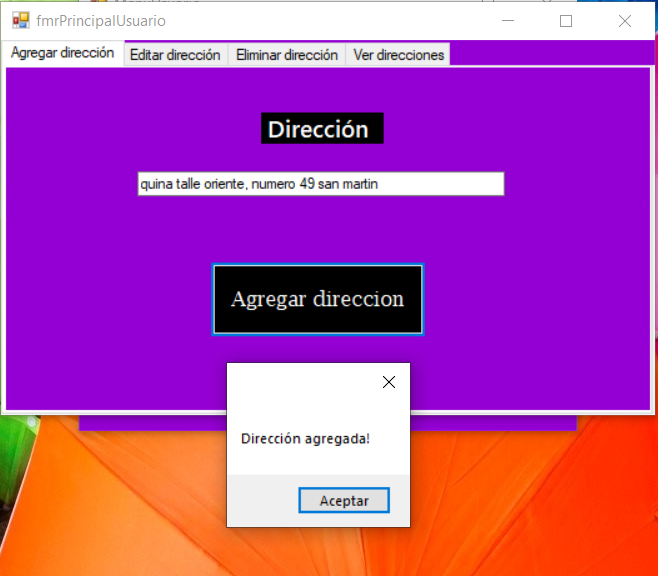 fmrPrincipalUsuario
Agregar dirección Editar dirección Eliminar dirección Ver direcciones
Dirección
quina talle oriente, numero 49 san martin
Agregar direccion
Dirección agregada!
Aceptar